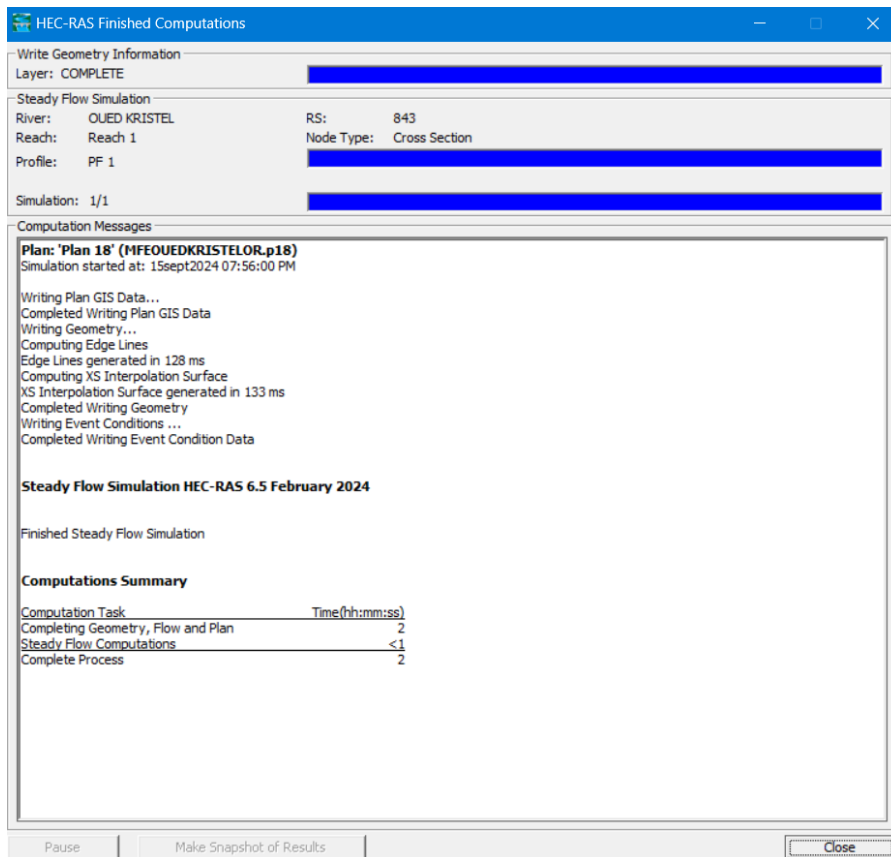 HEC-RAS Finished Computations
Write Geometry Information
Layer: COMPLETE
Steady Flow Simulation
River: OUED KRISTEL RS: 843
Reach: Reach 1 Node Type: Cross Section
Profile: PF 1
Simulation: 1/1
Computation Messages
Plan: 'Plan 18' (MFEOUEDKRISTELOR.p18)
Simulation started at: 15sept2024 07:56:00 PM
Writing Plan GIS Data...
Completed Writing Plan GIS Data
Writing Geometry...
Computing Edge Lines
Edge Lines generated in 128 ms
Computing XS Interpolation Surface
XS Interpolation Surface generated in 133 ms
Completed Writing Geometry
Writing Event Conditions ...
Completed Writing Event Condition Data
Steady Flow Simulation HEC-RAS 6.5 February 2024
Finished Steady Flow Simulation
Computations Summary
Computation Task Time(hh:mm:ss)
Completing Geometry, Flow and Plan 2
Steady Flow Computations <1
Complete Process 2
Pause Make Snapshot of Results Close